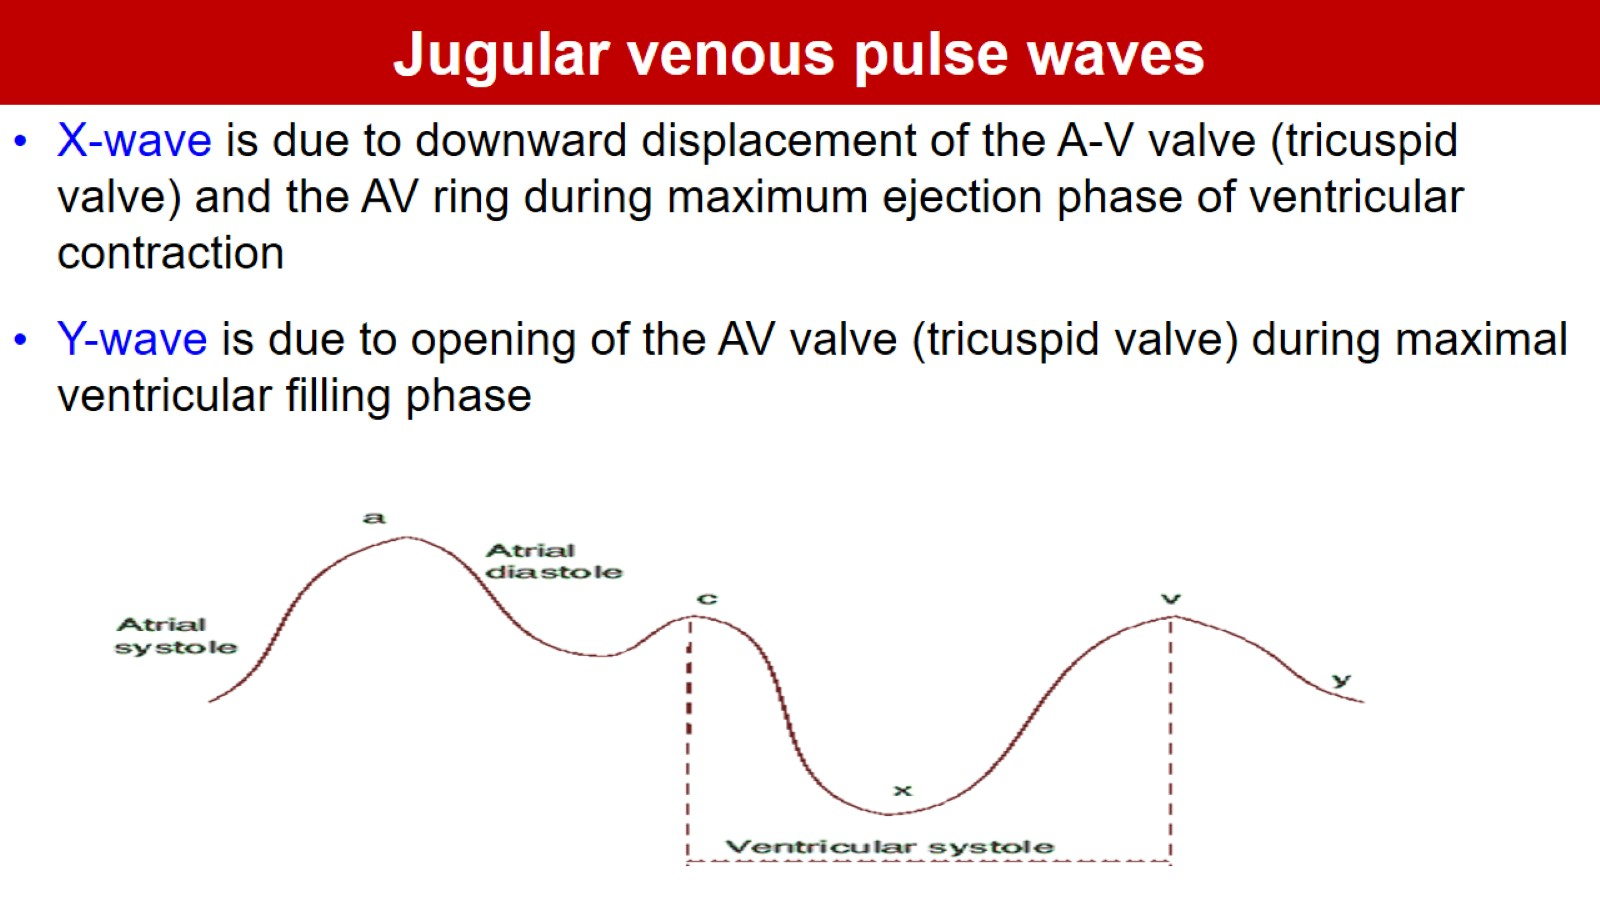 Jugular venous pulse waves
• X-wave is due to downward displacement of the A-V valve (tricuspid
valve) and the AV ring during maximum ejection phase of ventricular
contraction
• Y-wave is due to opening of the AV valve (tricuspid valve) during maximal
ventricular filling phase
a
Atrial
diastole
c
v
Atrial
systole
y
x
Ventricular systole